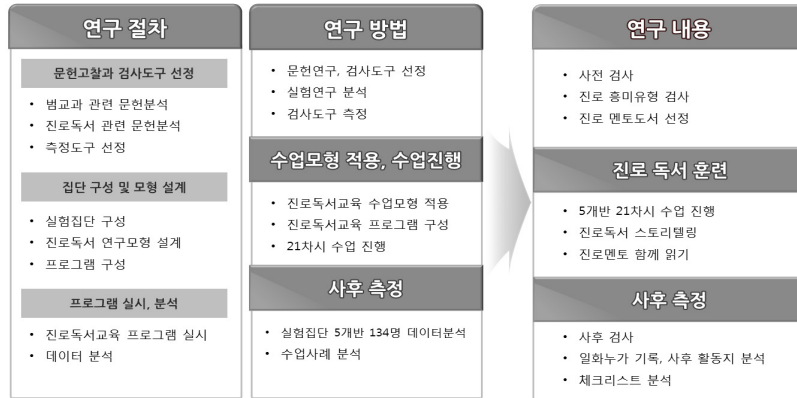 연구 절차
문헌고찰과 검사도구 선정
• 범교과 관련 문헌분석
• 진로독서 관련 문헌분석
• 측정도구 선정
집단 구성 및 모형 설계
• 실험집단 구성
• 진로독서 연구모형 설계
• 프로그램 구성
프로그램 실시, 분석
• 진로독서교육 프로그램 실시
• 데이터 분석
연구 방법
• 문헌연구, 검사도구 선정
• 실험연구 분석
• 검사도구 측정
수업모형 적용, 수업진행
• 진로독서교육 수업모형 적용
• 진로독서교육 프로그램 구성
• 21차시 수업 진행
사후 측정
• 실험집단 5개반 134명 데이터분석
• 수업사례 분석
연구 내용
• 사전 검사
• 진로 흥미유형 검사
• 진로 멘토도서 선정
진로 독서 훈련
• 5개반 21차시 수업 진행
• 진로독서 스토리텔링
• 진로멘토 함께 읽기
사후 측정
• 사후 검사
• 일화누가 기록, 사후 활동지 분석
• 체크리스트 분석